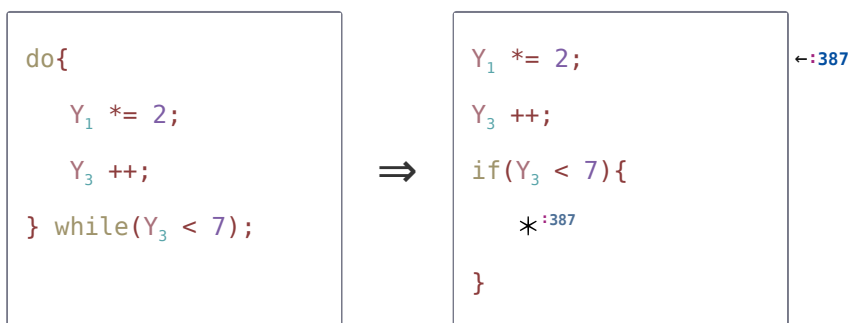 do{
Y₁ *= 2;
Y₃ ++;
} while(Y₃ < 7);
⇒
Y₁ *= 2;
←:387
Y₃ ++;
if(Y₃ < 7){
*:387
}